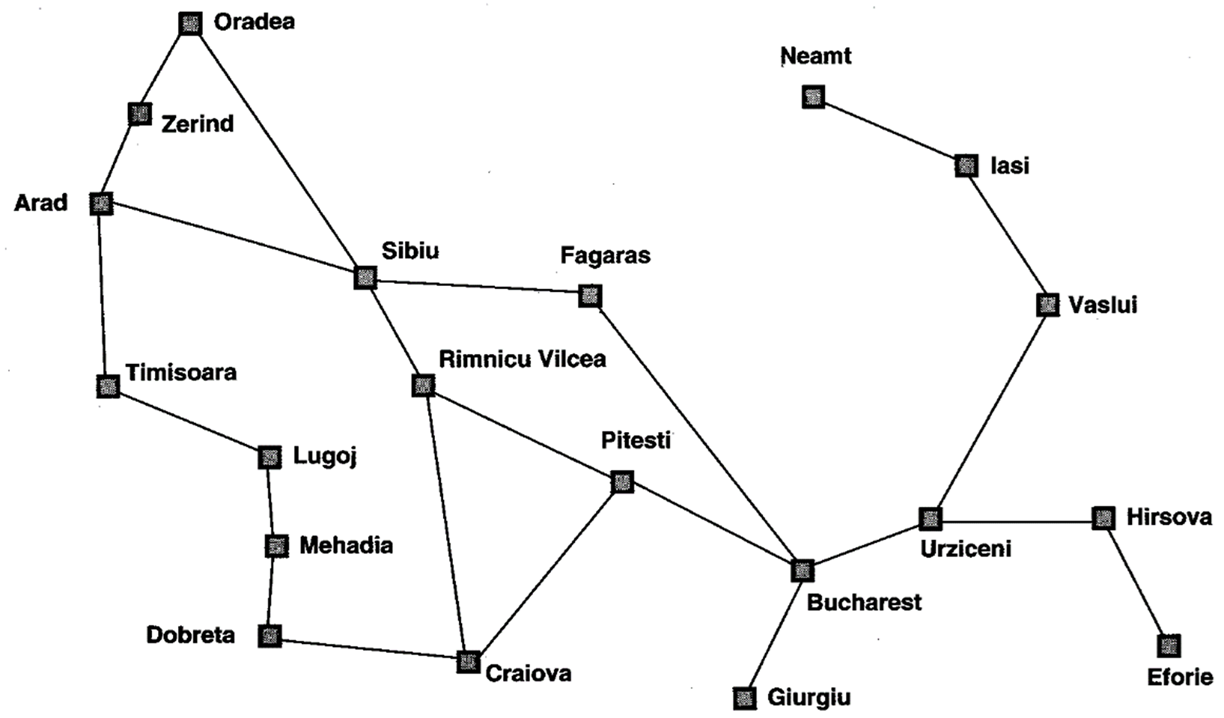 Oradea
Neamt
Zerind
Iasi
Arad
Sibiu
Fagaras
Vaslui
Rimnicu Vilcea
Timisoara
Pitesti
Lugoj
Hirsova
Mehadia
Urziceni
Bucharest
Dobreta
Craiova
Eforie
Giurgiu